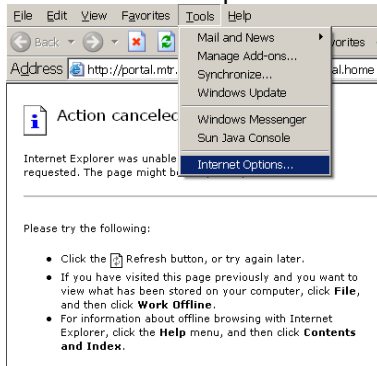 File Edit View Favorites Tools Help
Back
Mail and News
Manage Add-ons...
Synchronize...
Windows Update
Windows Messenger
Sun Java Console
Internet Options...
vorites
Address http://portal.mtr. al.home
Action canceled
Internet Explorer was unable
requested. The page might b
Please try the following:
Click the Refresh button, or try again later.
If you have visited this page previously and you want to
view what has been stored on your computer, click File,
and then click Work Offline.
For information about offline browsing with Internet
Explorer, click the Help menu, and then click Contents
and Index.